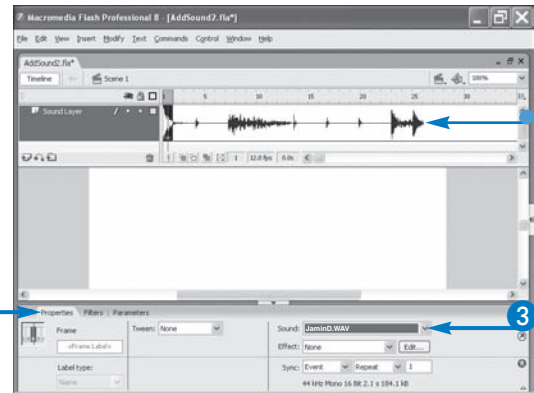 Macromedia Flash Professional 8 - [AddSound2.fla*]
File Edit View Insert Modify Text Commands Control Window Help
AddSound2.fla*
Timeline Scene 1 100%
1 5 10 15 20 25 30
Sound Layer
1 12.0 fps 0.0s
Properties Filters Parameters
Frame Tween: None Sound: JaminD.WAV 3
<Frame Label> Effect: None Edit...
Label type: Sync: Event Repeat 1
Name 44 kHz Mono 16 Bit 2.1 s 184.1 kB